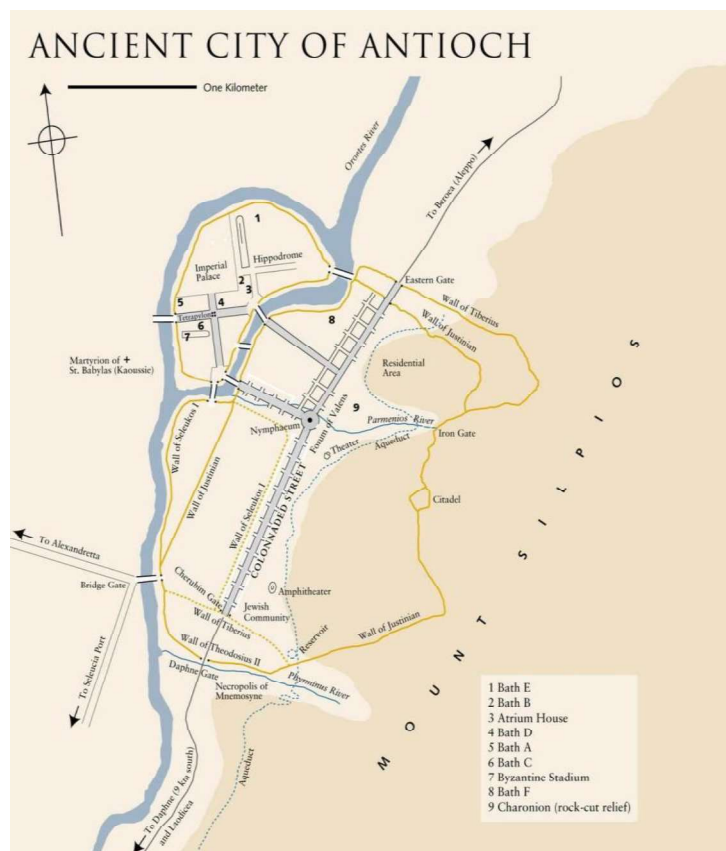 ANCIENT CITY OF ANTIOCH
One Kilometer
Orontes River
To Beroea (Aleppo)
1
Imperial
Palace
Hippodrome
2
3
Eastern Gate
5
4
Tetrapylon
6
7
8
Wall of Tiberius
Wall of Justinian
Martyrion of
St. Babylas (Kaoussie)
Residential
Area
9
Parmenios River
Nymphaeum
Forum of Valens
Iron Gate
Theater
Aqueduct
Wall of Seleukos I
Wall of Justinian
Wall of Seleukos I
COLONNADED STREET
Citadel
MOUNT SILPIOS
To Alexandretta
Bridge Gate
Cherubim Gate
Amphitheater
Jewish
Community
Wall of Tiberius
Reservoir
Wall of Justinian
To Seleucia Port
Wall of Theodosius II
Daphne Gate
Phyrminus River
Necropolis of
Mnemosyne
Aqueduct
To Daphne (9 km south)
and Laodicea
1 Bath E
2 Bath B
3 Atrium House
4 Bath D
5 Bath A
6 Bath C
7 Byzantine Stadium
8 Bath F
9 Charonion (rock-cut relief)